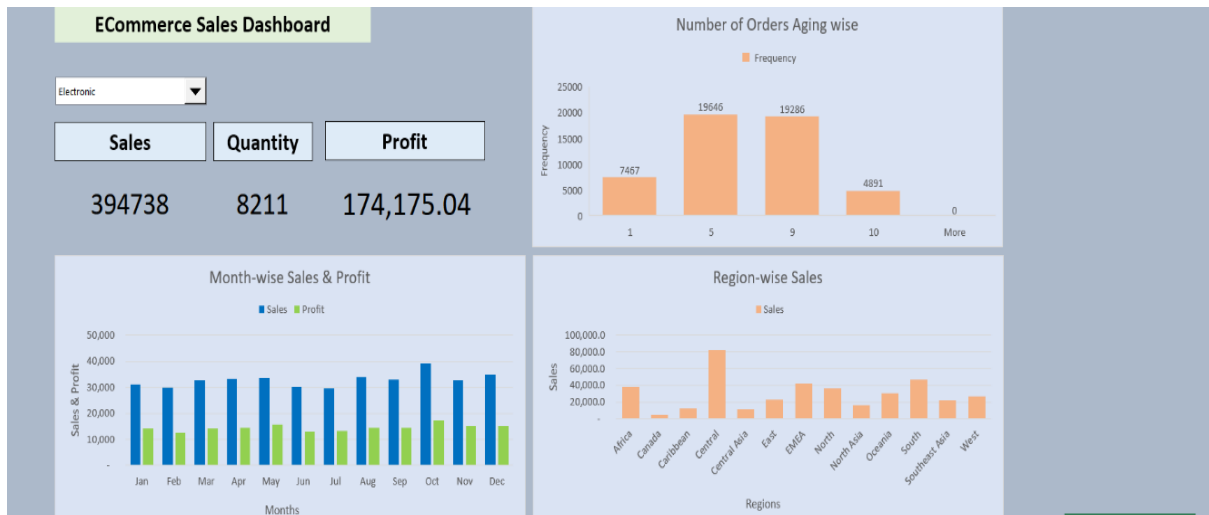 ECommerce Sales Dashboard
Electronic
Sales Quantity Profit
394738 8211 174,175.04
Number of Orders Aging wise
Frequency
Frequency
25000
20000
15000
10000
5000
0
7467
19646
19286
4891
0
1 5 9 10 More
Month-wise Sales & Profit
Sales Profit
Sales & Profit
50,000
40,000
30,000
20,000
10,000
-
Jan Feb Mar Apr May Jun Jul Aug Sep Oct Nov Dec
Months
Region-wise Sales
Sales
Sales
100,000.0
80,000.0
60,000.0
40,000.0
20,000.0
-
Africa
Canada
Caribbean
Central
Central Asia
East
EMEA
North
North Asia
Oceania
South
Southeast Asia
West
Regions